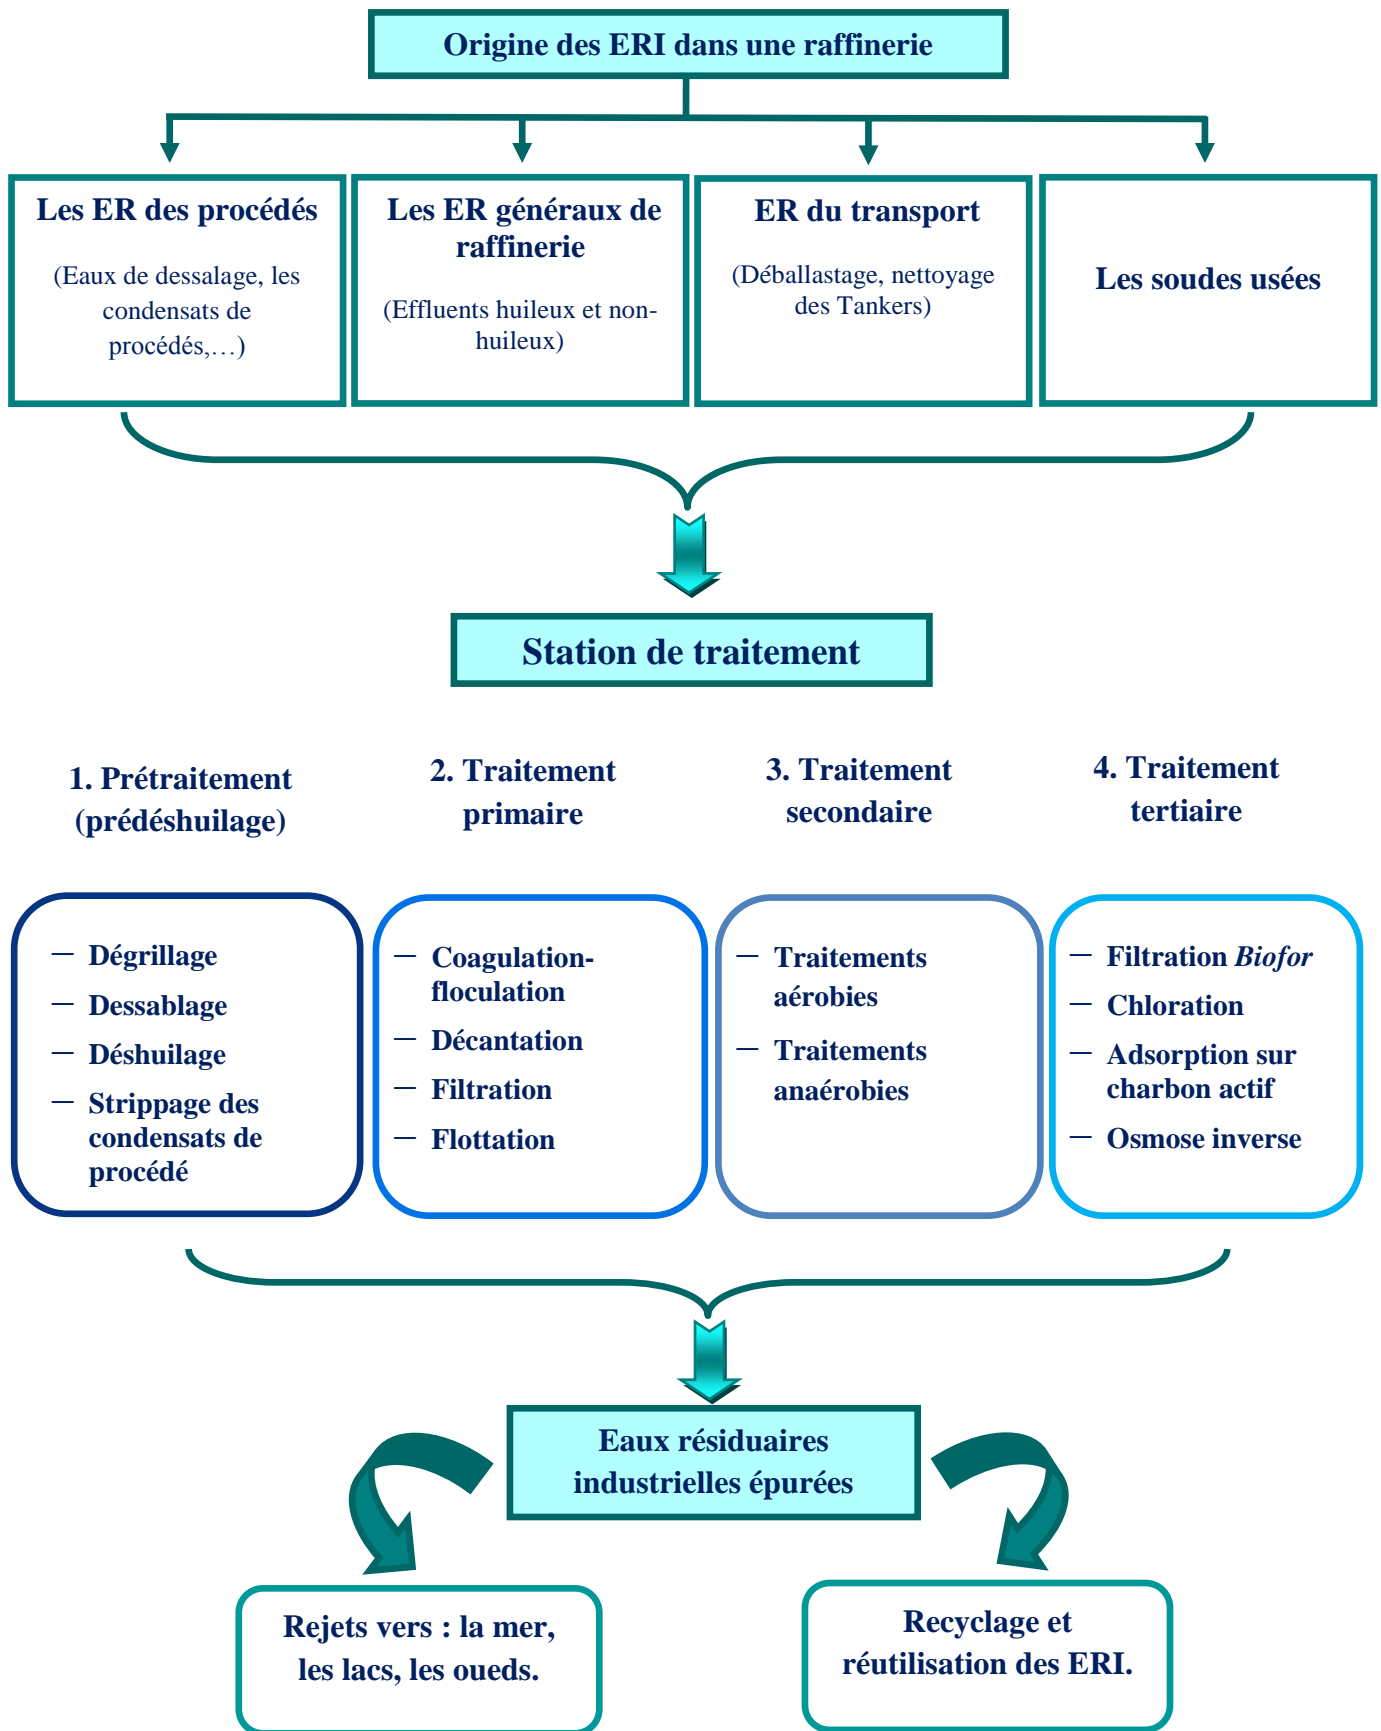 Origine des ERI dans une raffinerie
Les ER des procédés
(Eaux de dessalage, les
condensats de
procédés,…)
Les ER généraux de
raffinerie
(Effluents huileux et non-
huileux)
ER du transport
(Déballastage, nettoyage
des Tankers)
Les soudes usées
Station de traitement
1. Prétraitement
(prédéshuilage)
2. Traitement
primaire
3. Traitement
secondaire
4. Traitement
tertiaire
— Dégrillage
— Dessablage
— Déshuilage
— Strippage des
condensats de
procédé
— Coagulation-
floculation
— Décantation
— Filtration
— Flottation
— Traitements
aérobies
— Traitements
anaérobies
— Filtration Biofor
— Chloration
— Adsorption sur
charbon actif
— Osmose inverse
Eaux résiduaires
industrielles épurées
Rejets vers : la mer,
les lacs, les oueds.
Recyclage et
réutilisation des ERI.